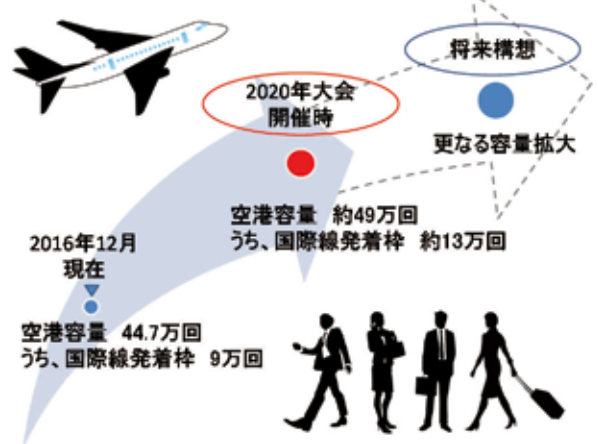 将来構想
更なる容量拡大
2020年大会
開催時
空港容量 約49万回
うち、国際線発着枠 約13万回
2016年12月
現在
空港容量 44.7万回
うち、国際線発着枠 9万回